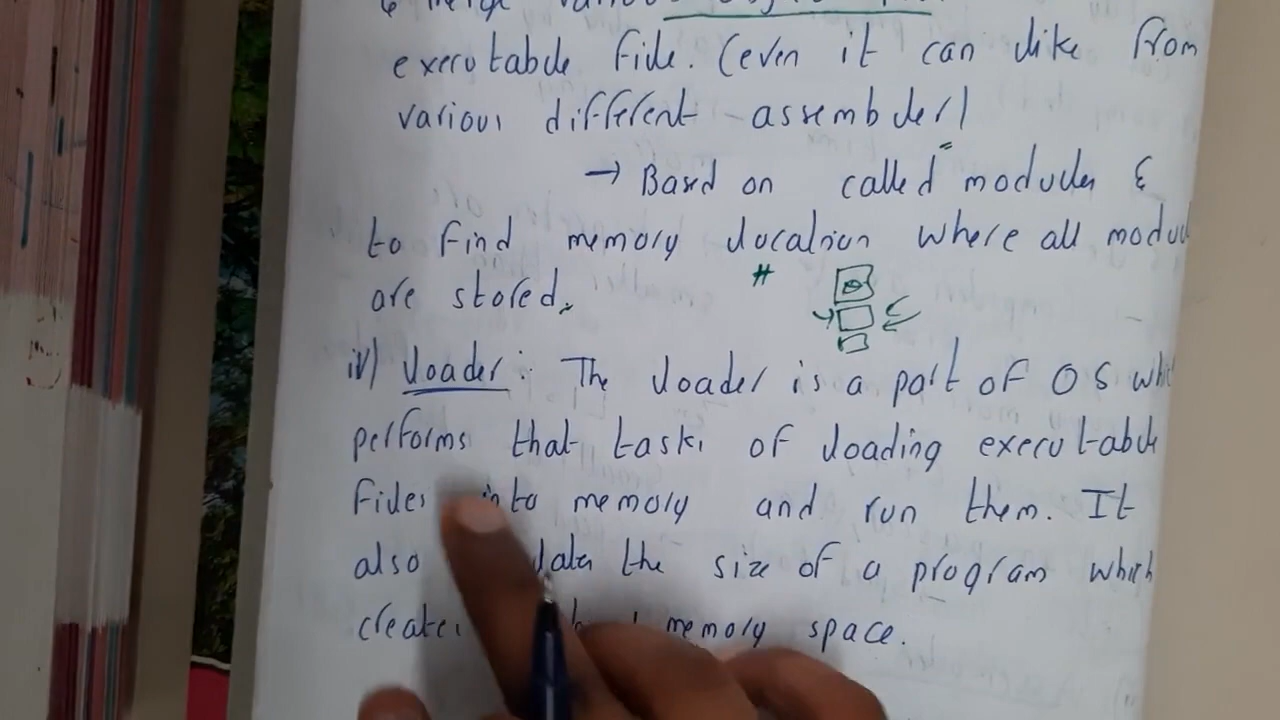 executable file. (even it can like from
various different assembler)
→ Based on called modules &
to find memory location where all modul
are stored.
#
iv) Loader: The loader is a part of OS whi
performs that tasks of loading executable
files into memory and run them. It
also the size of a program which
creates memory space.